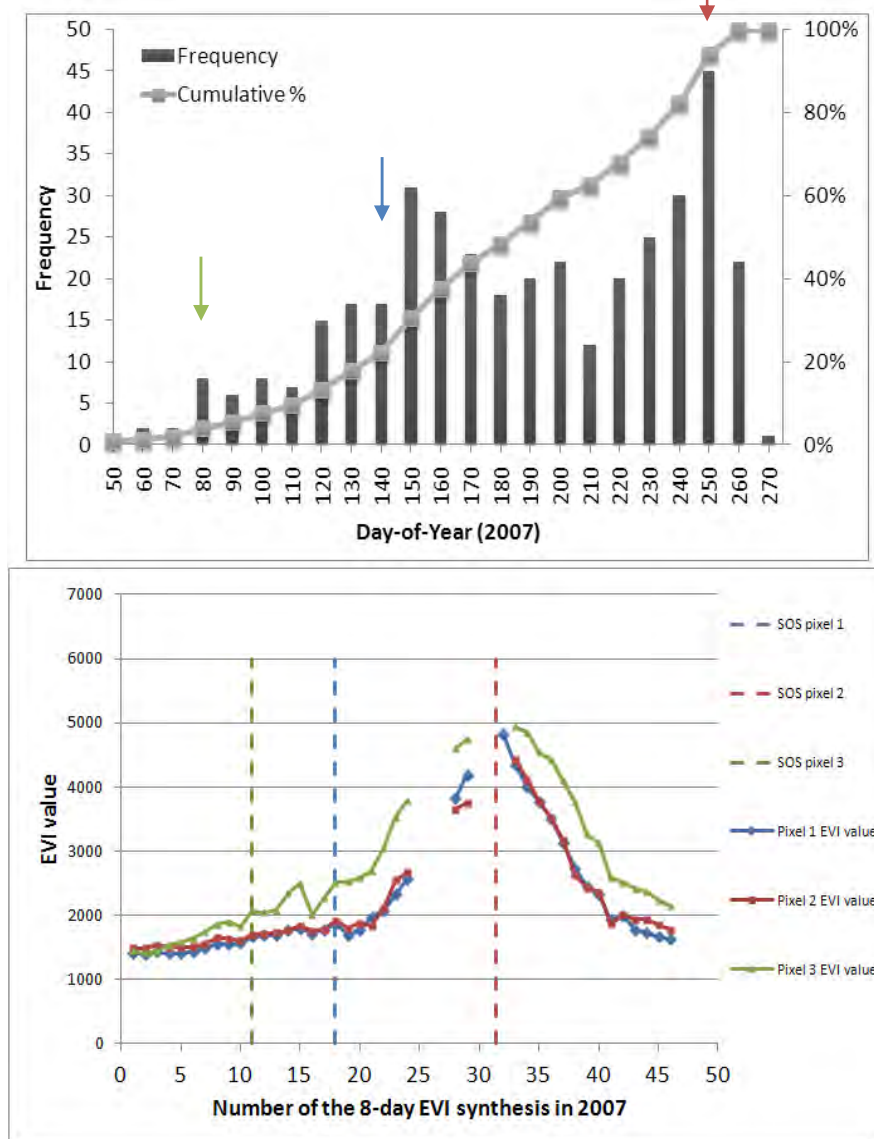 50
45
40
35
30
25
20
15
10
5
0
Frequency
Frequency
Cumulative %
100%
80%
60%
40%
20%
0%
50 60 70 80 90 100 110 120 130 140 150 160 170 180 190 200 210 220 230 240 250 260 270
Day-of-Year (2007)
7000
6000
5000
4000
3000
2000
1000
0
EVI value
0 5 10 15 20 25 30 35 40 45 50
Number of the 8-day EVI synthesis in 2007
SOS pixel 1
SOS pixel 2
SOS pixel 3
Pixel 1 EVI value
Pixel 2 EVI value
Pixel 3 EVI value